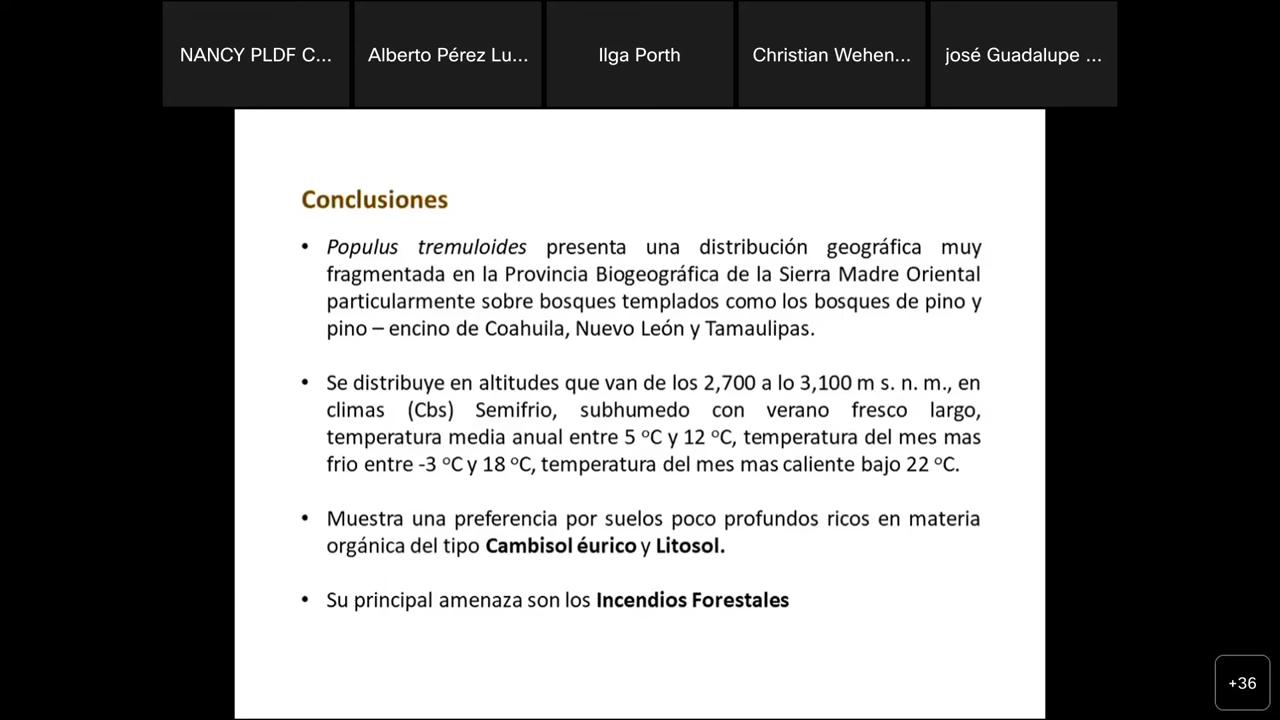 NANCY PLDF C...
Alberto Pérez Lu...
Ilga Porth
Christian Wehen...
josé Guadalupe ...
Conclusiones
• Populus tremuloides presenta una distribución geográfica muy
fragmentada en la Provincia Biogeográfica de la Sierra Madre Oriental
particularmente sobre bosques templados como los bosques de pino y
pino – encino de Coahuila, Nuevo León y Tamaulipas.
• Se distribuye en altitudes que van de los 2,700 a lo 3,100 m s. n. m., en
climas (Cbs) Semifrio, subhumedo con verano fresco largo,
temperatura media anual entre 5 °C y 12 °C, temperatura del mes mas
frio entre -3 °C y 18 °C, temperatura del mes mas caliente bajo 22 °C.
• Muestra una preferencia por suelos poco profundos ricos en materia
orgánica del tipo Cambisol éurico y Litosol.
• Su principal amenaza son los Incendios Forestales
+36